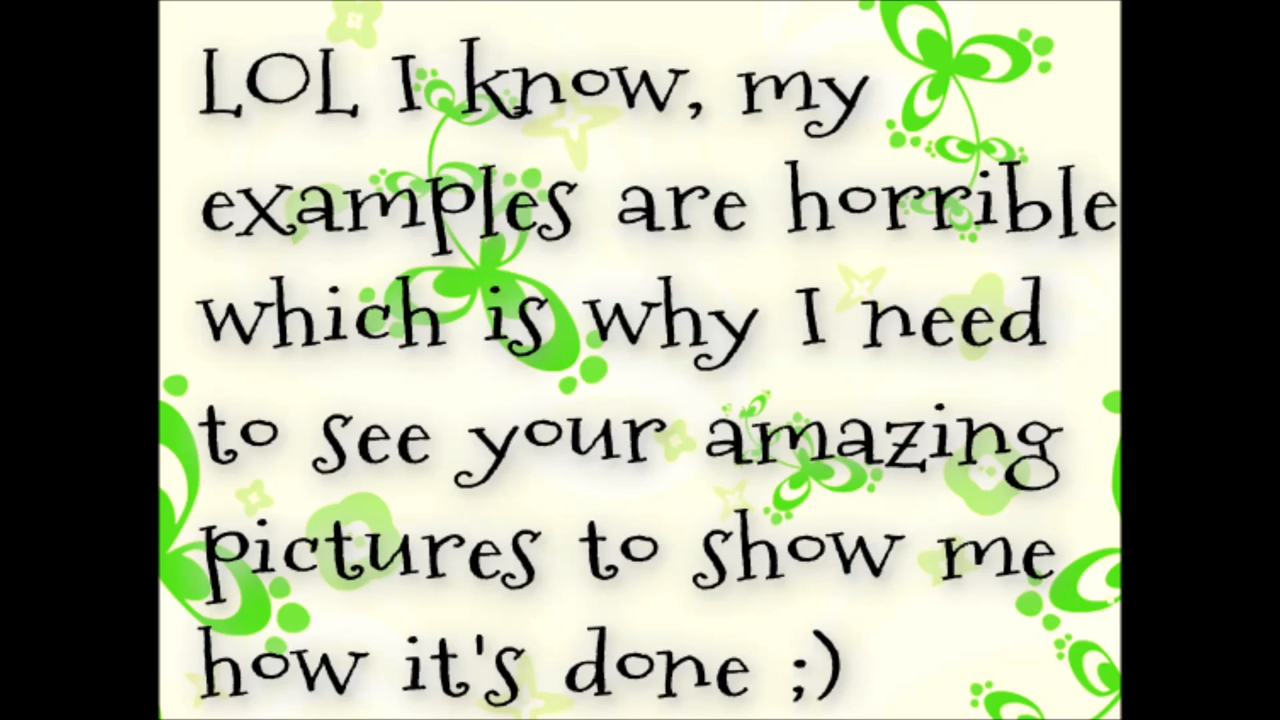 LOL I know, my
examples are horrible
which is why I need
to see your amazing
pictures to show me
how it's done ;)